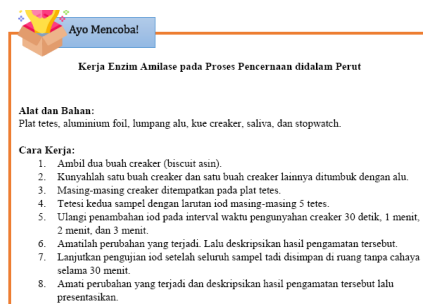 Ayo Mencoba!
Kerja Enzim Amilase pada Proses Pencernaan didalam Perut
Alat dan Bahan:
Plat tetes, aluminium foil, lumpang alu, kue creaker, saliva, dan stopwatch.
Cara Kerja:
1. Ambil dua buah creaker (biscuit asin).
2. Kunyahlah satu buah creaker dan satu buah creaker lainnya ditumbuk dengan alu.
3. Masing-masing creaker ditempatkan pada plat tetes.
4. Tetesi kedua sampel dengan larutan iod masing-masing 5 tetes.
5. Ulangi penambahan iod pada interval waktu pengunyahan creaker 30 detik, 1 menit,
2 menit, dan 3 menit.
6. Amatilah perubahan yang terjadi. Lalu deskripsikan hasil pengamatan tersebut.
7. Lanjutkan pengujian iod setelah seluruh sampel tadi disimpan di ruang tanpa cahaya
selama 30 menit.
8. Amati perubahan yang terjadi dan deskripsikan hasil pengamatan tersebut lalu
presentasikan.